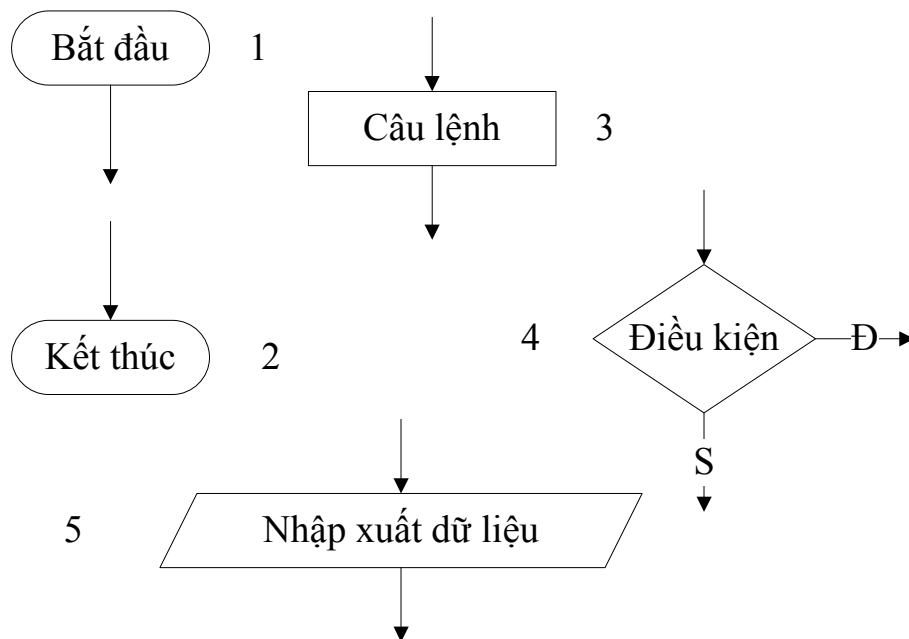 Bắt đầu 1
Câu lệnh 3
Kết thúc 2
4 Điều kiện Đ
S
5 Nhập xuất dữ liệu